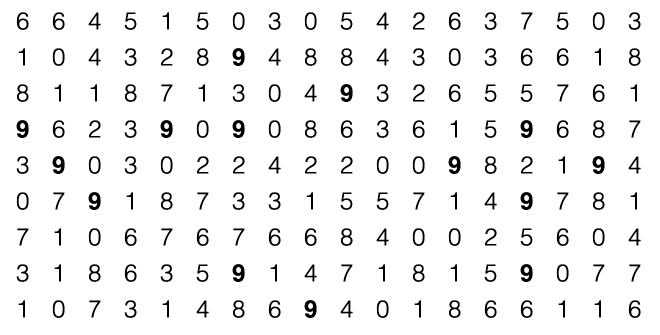 6 6 4 5 1 5 0 3 0 5 4 2 6 3 7 5 0 3
1 0 4 3 2 8 9 4 8 8 4 3 0 3 6 6 1 8
8 1 1 8 7 1 3 0 4 9 3 2 6 5 5 7 6 1
9 6 2 3 9 0 9 0 8 6 3 6 1 5 9 6 8 7
3 9 0 3 0 2 2 4 2 2 0 0 9 8 2 1 9 4
0 7 9 1 8 7 3 3 1 5 5 7 1 4 9 7 8 1
7 1 0 6 7 6 7 6 6 8 4 0 0 2 5 6 0 4
3 1 8 6 3 5 9 1 4 7 1 8 1 5 9 0 7 7
1 0 7 3 1 4 8 6 9 4 0 1 8 6 6 1 1 6